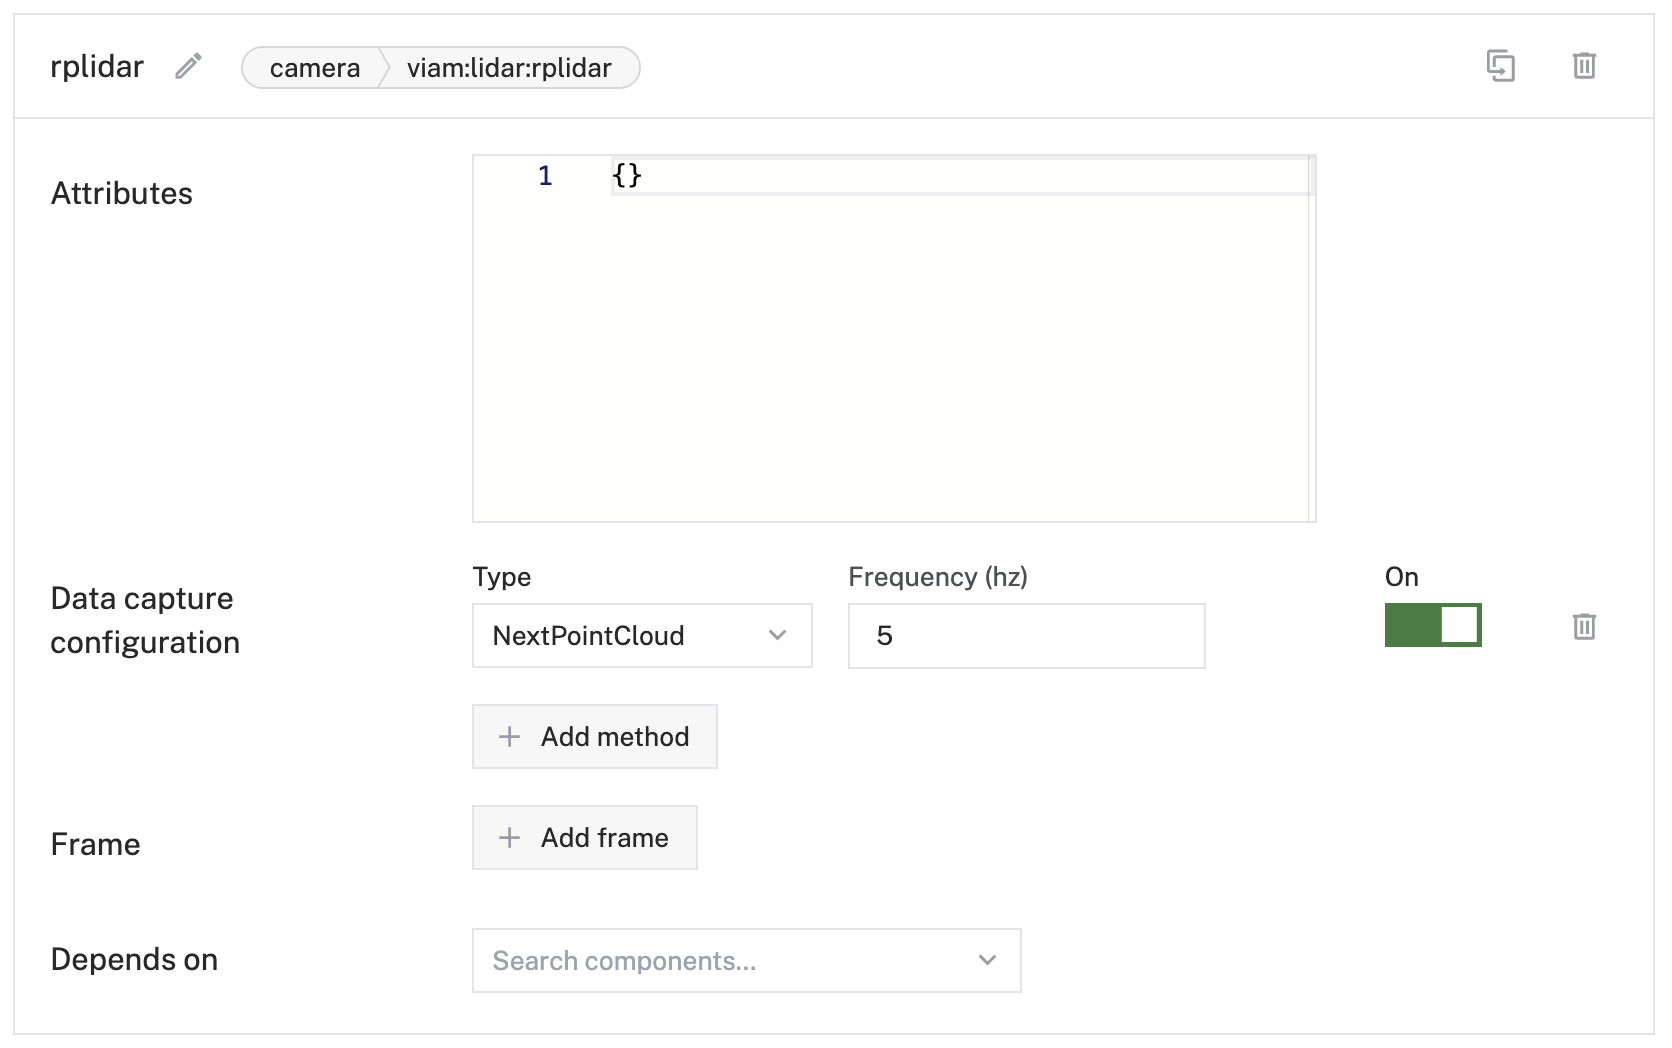 rplidar camera viam:lidar:rplidar
Attributes
1 {}
Data capture
configuration
Type Frequency (hz) On
NextPointCloud 5
+ Add method
Frame
+ Add frame
Depends on
Search components...